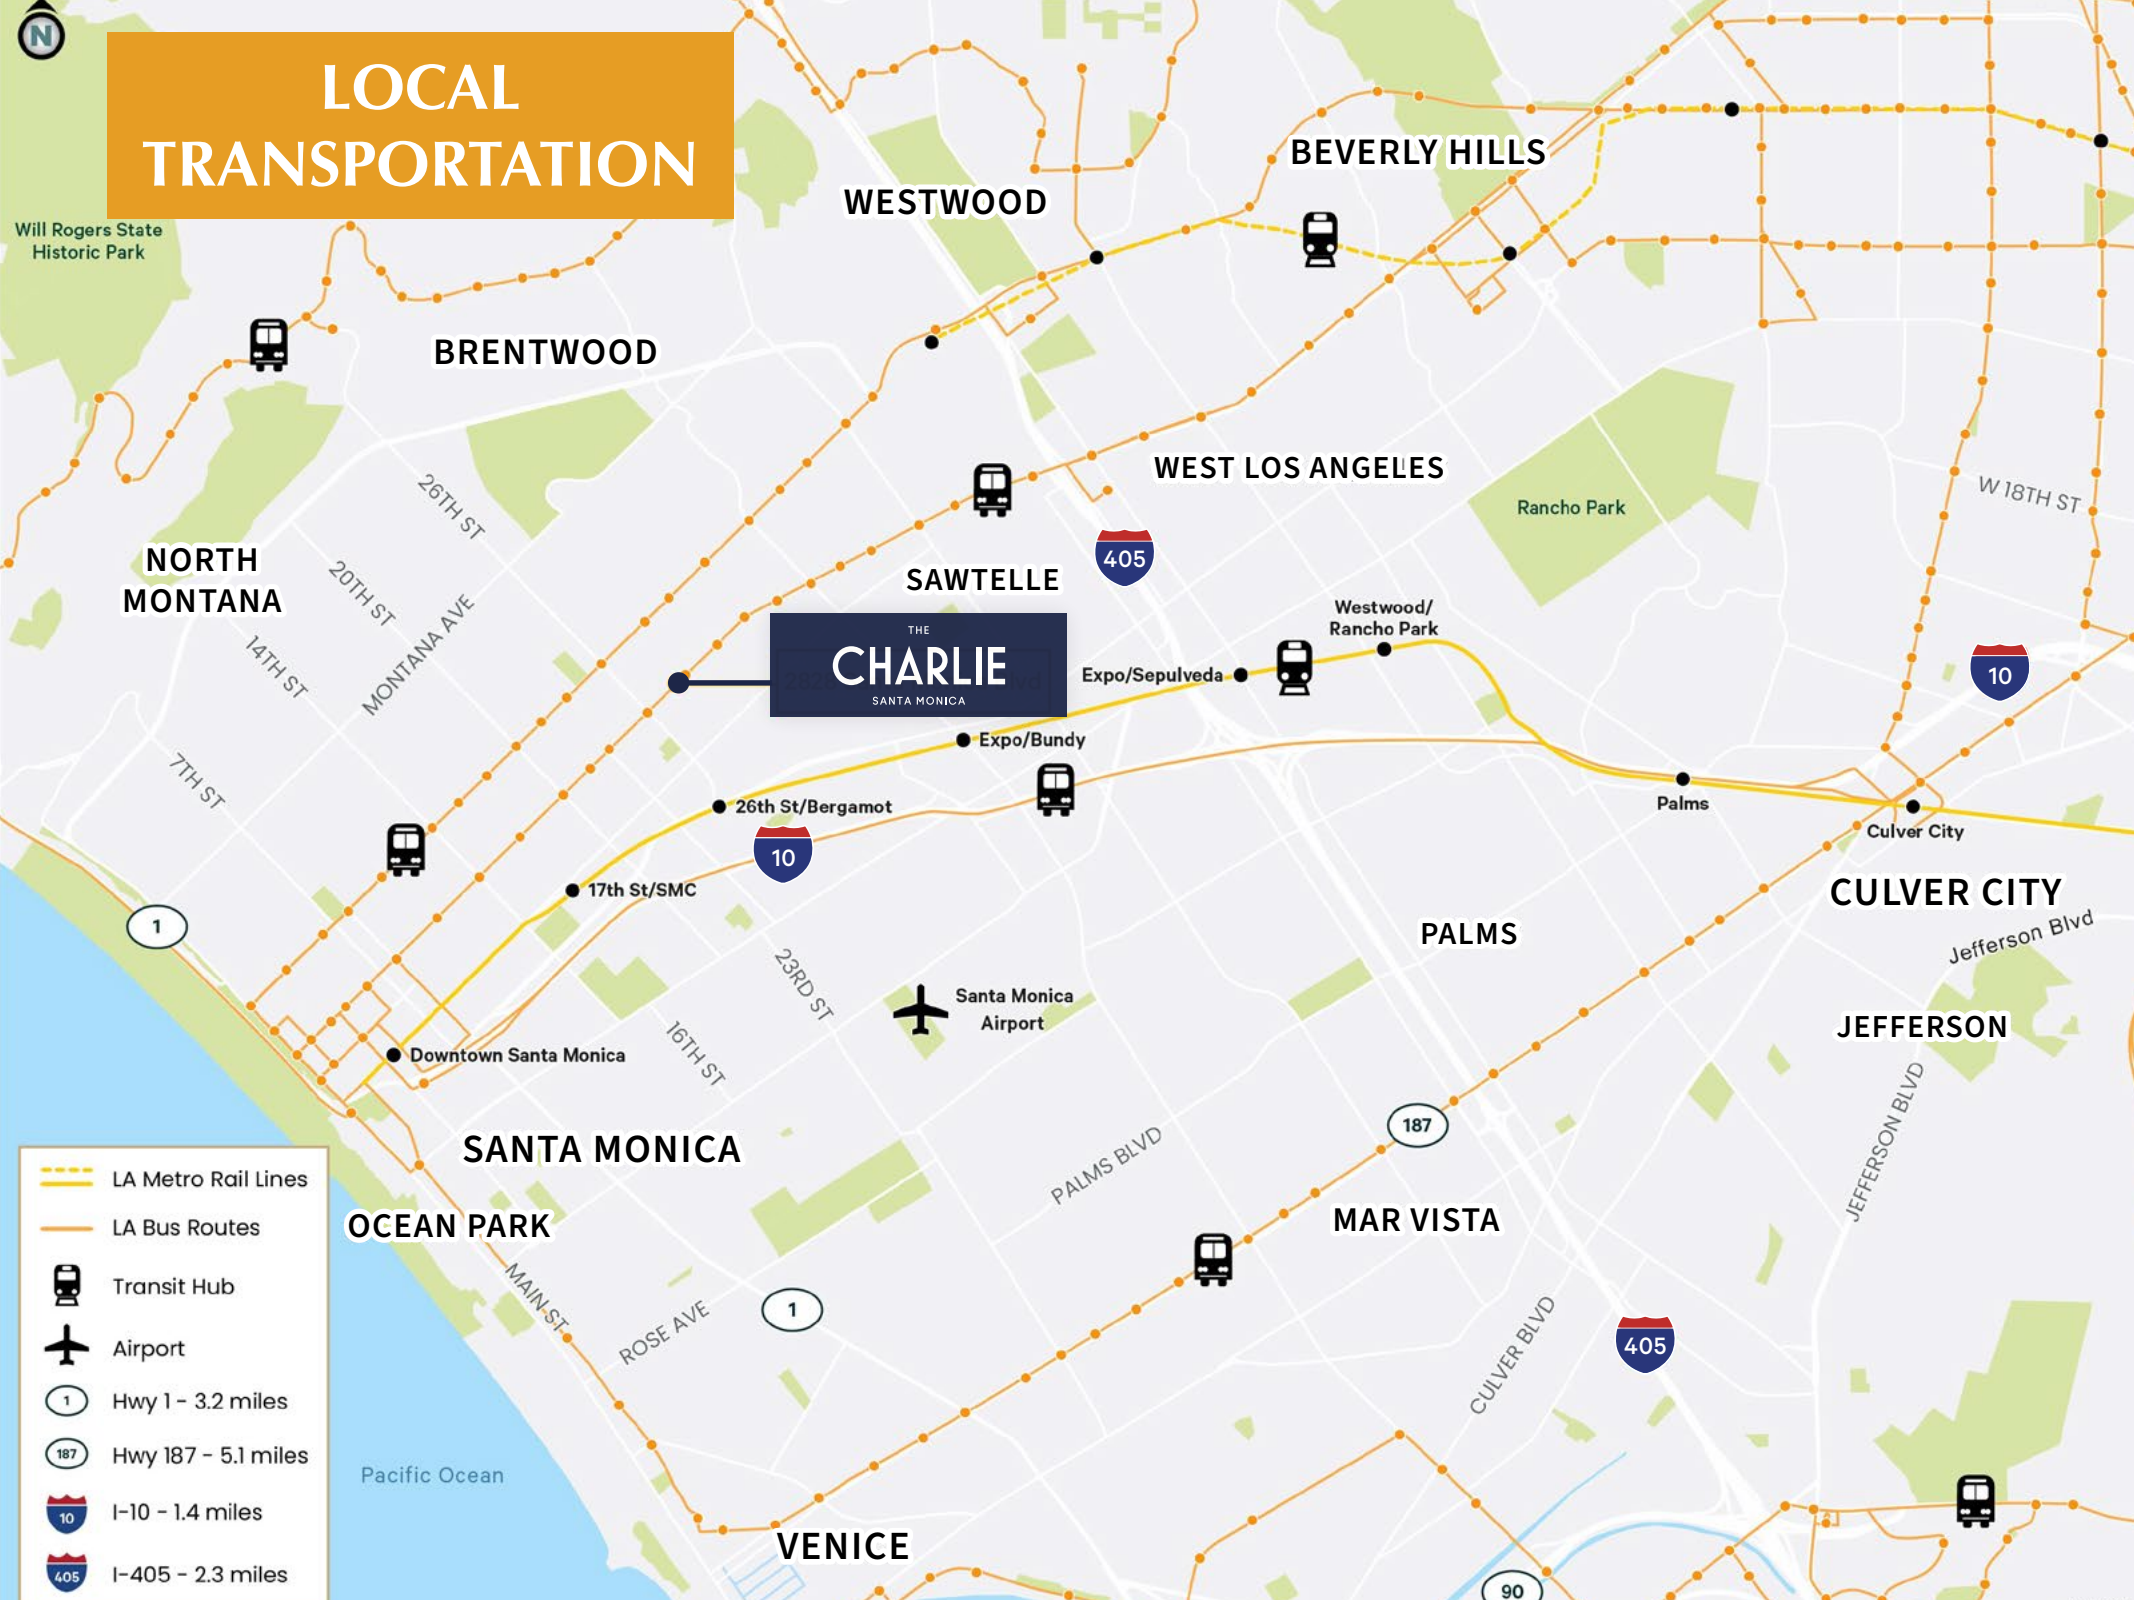 N
LOCAL
TRANSPORTATION
Will Rogers State
Historic Park
WESTWOOD
BEVERLY HILLS
BRENTWOOD
WEST LOS ANGELES
Rancho Park
W 18TH ST
26TH ST
NORTH
MONTANA
20TH ST
MONTANA AVE
14TH ST
7TH ST
SAWTELLE
405
THE
CHARLIE
SANTA MONICA
Westwood/
Rancho Park
Expo/Sepulveda
10
Expo/Bundy
26th St/Bergamot
10
Palms
Culver City
17th St/SMC
CULVER CITY
1
PALMS
Jefferson Blvd
23RD ST
Santa Monica
Airport
JEFFERSON
16TH ST
Downtown Santa Monica
187
SANTA MONICA
PALMS BLVD
JEFFERSON BLVD
OCEAN PARK
MAR VISTA
MAIN ST
ROSE AVE
1
CULVER BLVD
405
Pacific Ocean
VENICE
90
LA Metro Rail Lines
LA Bus Routes
Transit Hub
Airport
1 Hwy 1 - 3.2 miles
187 Hwy 187 - 5.1 miles
10 I-10 - 1.4 miles
405 I-405 - 2.3 miles